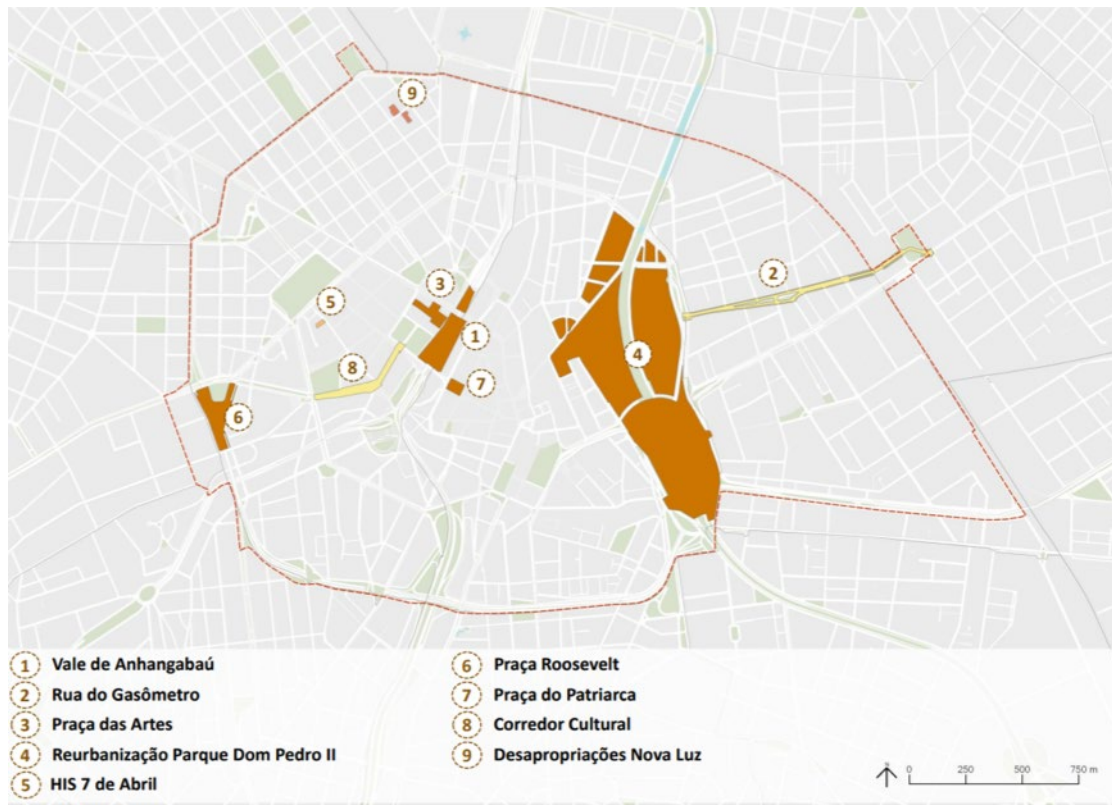 9
2
3
5
1
4
8
7
6
1 Vale de Anhangabaú
2 Rua do Gasômetro
3 Praça das Artes
4 Reurbanização Parque Dom Pedro II
5 HIS 7 de Abril
6 Praça Roosevelt
7 Praça do Patriarca
8 Corredor Cultural
9 Desapropriações Nova Luz
0 250 500 750 m